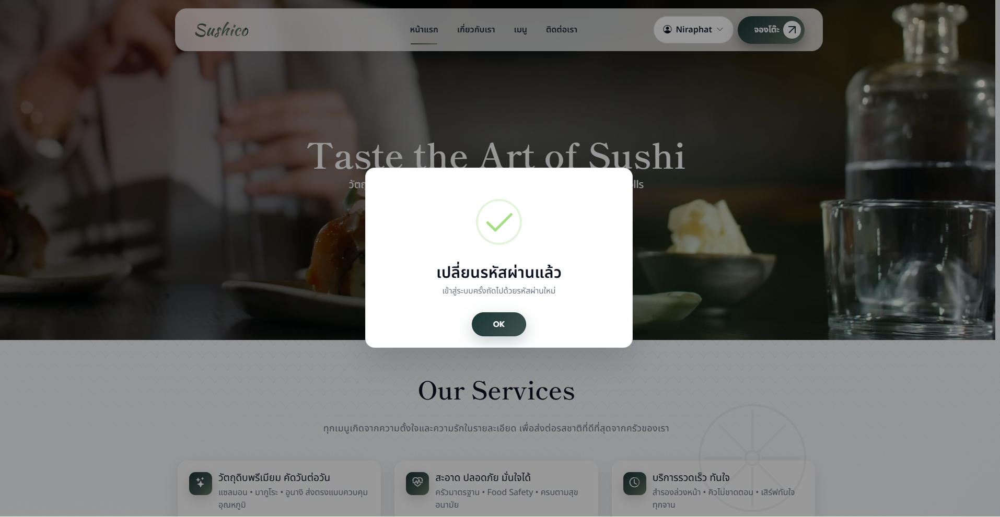 Sushico
หน้าแรก
เกี่ยวกับเรา
เมนู
ติดต่อเรา
Niraphat
จองโต๊ะ
Taste the Art of Sushi
เปลี่ยนรหัสผ่านแล้ว
เข้าสู่ระบบครั้งถัดไปด้วยรหัสผ่านใหม่
OK
Our Services
ทุกเมนูเกิดจากความตั้งใจและความรักในรายละเอียด เพื่อส่งต่อรสชาติที่ดีที่สุดจากครัวของเรา
วัตถุดิบพรีเมียม คัดวันต่อวัน
แซลมอน • มากูโระ • อูนางิ ส่งตรงแบบควบคุม
อุณหภูมิ
สะอาด ปลอดภัย มั่นใจได้
ครัวมาตรฐาน • Food Safety • ครบตามสุข
อนามัย
บริการรวดเร็ว ทันใจ
สำรองล่วงหน้า • คิวไม่ขาดตอน • เสิร์ฟทันใจ
ทุกจาน